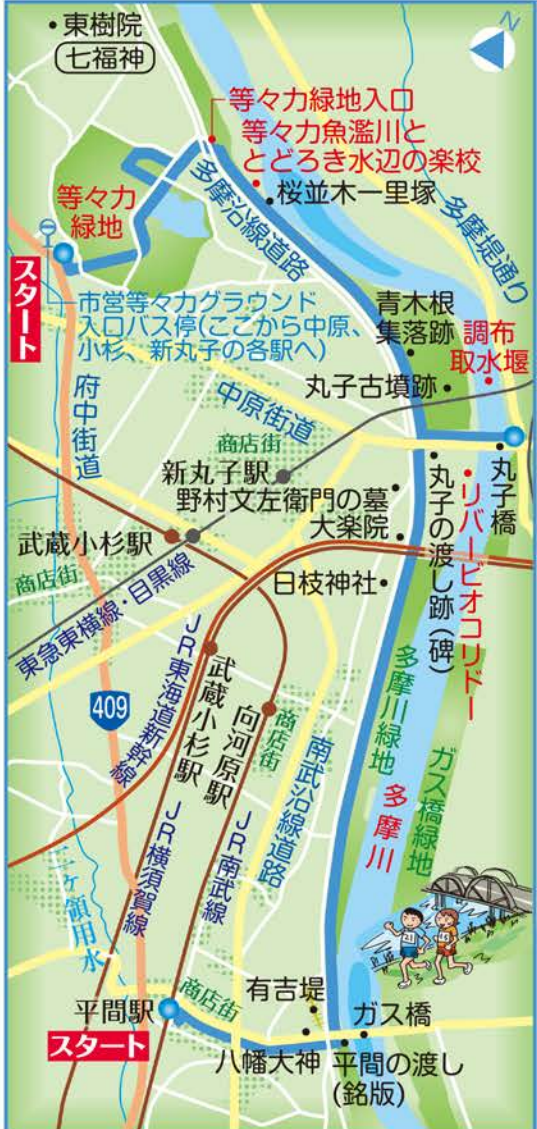 N
・東樹院
七福神
等々力緑地入口
等々力魚濫川と
とどろき水辺の楽校
桜並木一里塚
多摩沿線道路
多摩堤通り
等々力
緑地
スタート
市営等々力グラウンド
入口バス停(ここから中原、
小杉、新丸子の各駅へ)
青木根
集落跡
調布
取水堰
丸子古墳跡
府中街道
中原街道
商店街
新丸子駅
野村文左衛門の墓
大楽院
丸子橋
リバービオコリドー
丸子の渡し跡(碑)
武蔵小杉駅
商店街
東急東横線・目黒線
日枝神社
409
JR東海道新幹線
武蔵小杉駅
向河原駅
商店街
南武沿線道路
多摩川緑地
多摩川
ガス橋緑地
JR横須賀線
JR南武線
二ヶ領用水
平間駅
商店街
スタート
有吉堤
ガス橋
八幡大神
平間の渡し
(銘版)